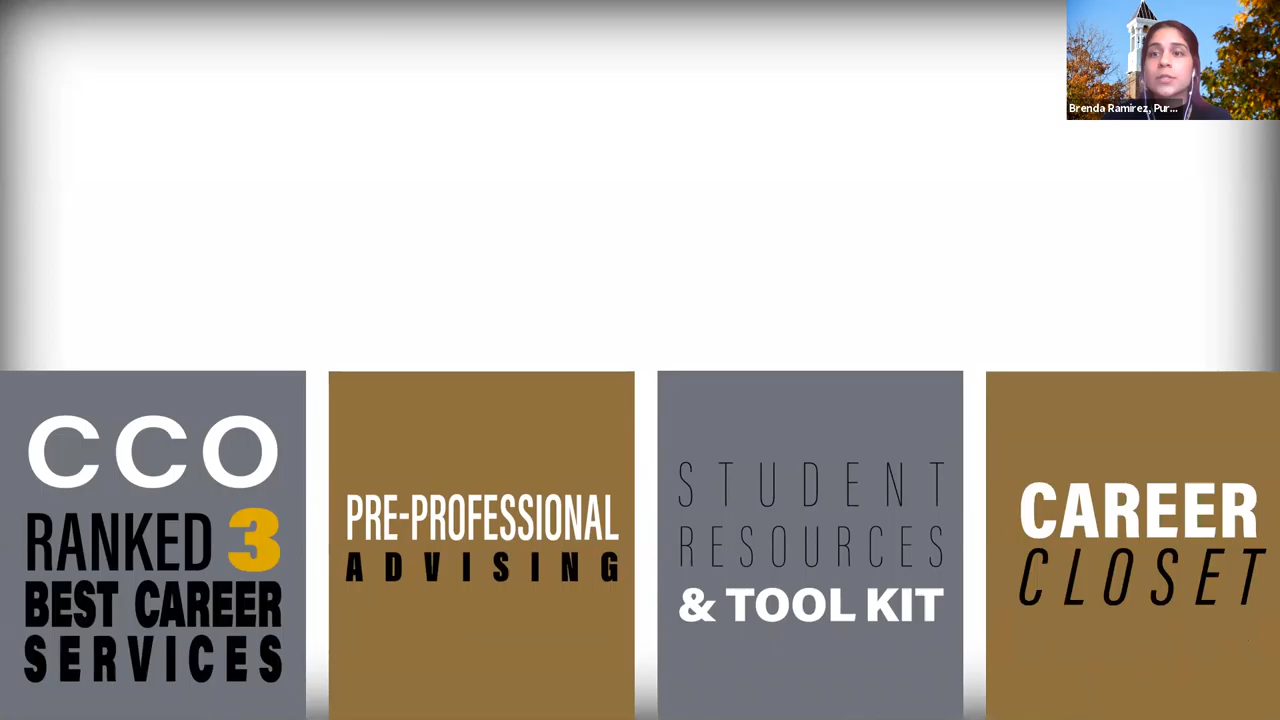 Brenda Ramirez, Pur...
CCO
RANKED 3
BEST CAREER
SERVICES
PRE-PROFESSIONAL
ADVISING
STUDENT
RESOURCES
& TOOL KIT
CAREER
CLOSET